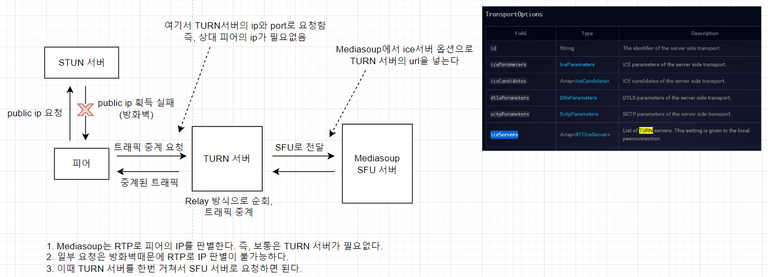 여기서 TURN서버의 ip와 port로 요청함
즉, 상대 피어의 ip가 필요없음
Mediasoup에서 ice서버 옵션으로
TURN 서버의 url을 넣는다
STUN 서버
public ip 요청
public ip 획득 실패
(방화벽)
피어
트래픽 중계 요청
중계된 트래픽
TURN 서버
Relay 방식으로 순회,
트래픽 중계
SFU로 전달
Mediasoup
SFU 서버
1. Mediasoup는 RTP로 피어의 IP를 판별한다. 즉, 보통은 TURN 서버가 필요없다.
2. 일부 요청은 방화벽때문에 RTP로 IP 판별이 불가능하다.
3. 이때 TURN 서버를 한번 거쳐서 SFU 서버로 요청하면 된다.
TransportOptions
Field Type Description
id String The identifier of the server side transport.
iceParameters IceParameters ICE parameters of the server side transport.
iceCandidates Array<IceCandidate> ICE candidates of the server side transport.
dtlsParameters DtlsParameters DTLS parameters of the server side transport.
sctpParameters SctpParameters SCTP parameters of the server side transport.
iceServers Array<RTCIceServer> List of TURN servers. This setting is given to the local
peerconnection.